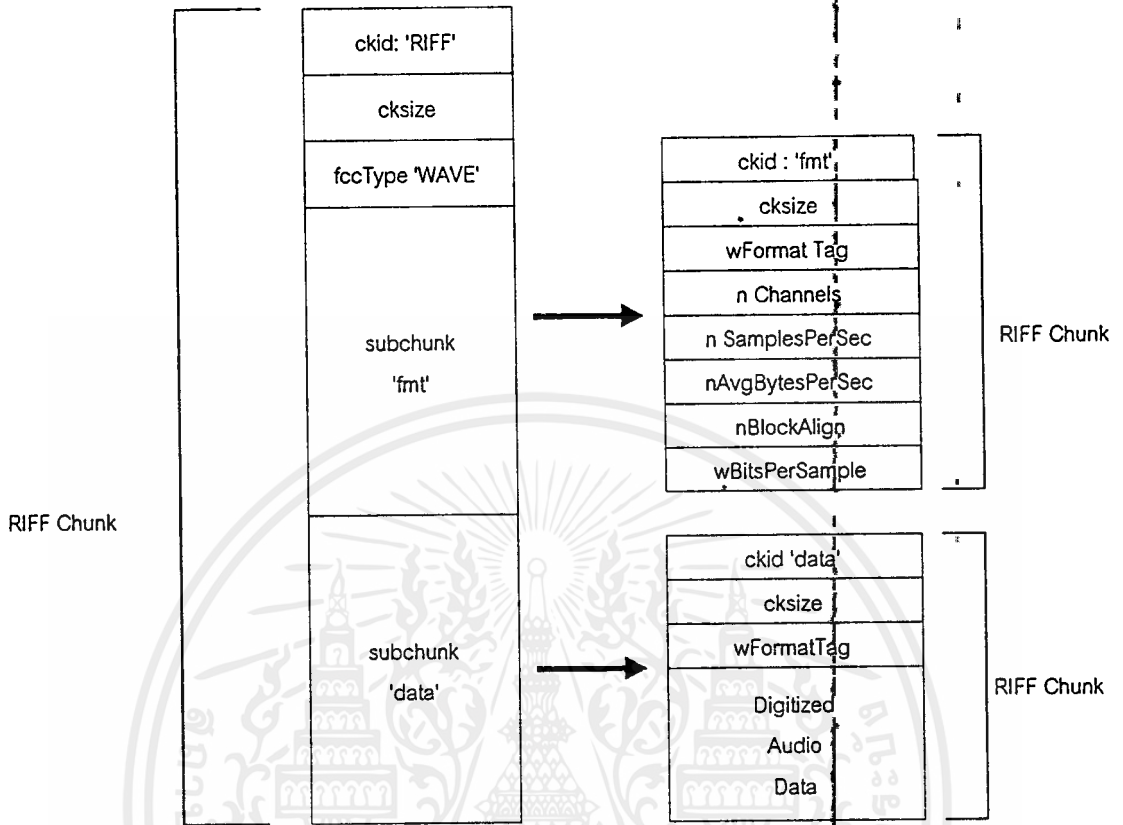 RIFF Chunk
ckid: 'RIFF'
cksize
fccType 'WAVE'
subchunk
'fmt'
subchunk
'data'
ckid : 'fmt'
cksize
wFormat Tag
n Channels
n SamplesPerSec
nAvgBytesPerSec
nBlockAlign
wBitsPerSample
RIFF Chunk
ckid 'data'
cksize
wFormatTag
Digitized
Audio
Data
RIFF Chunk